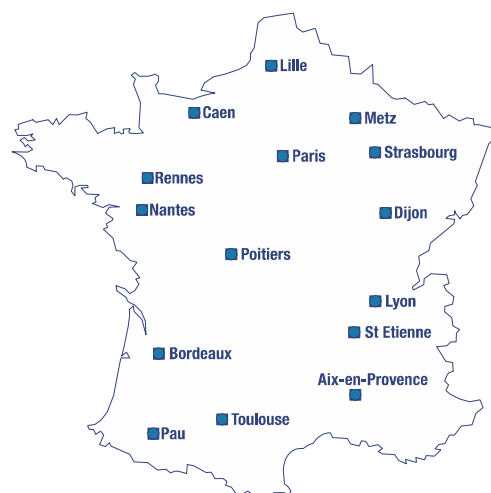 Lille
Caen
Metz
Paris
Strasbourg
Rennes
Nantes
Dijon
Poitiers
Lyon
St Etienne
Bordeaux
Aix-en-Provence
Toulouse
Pau